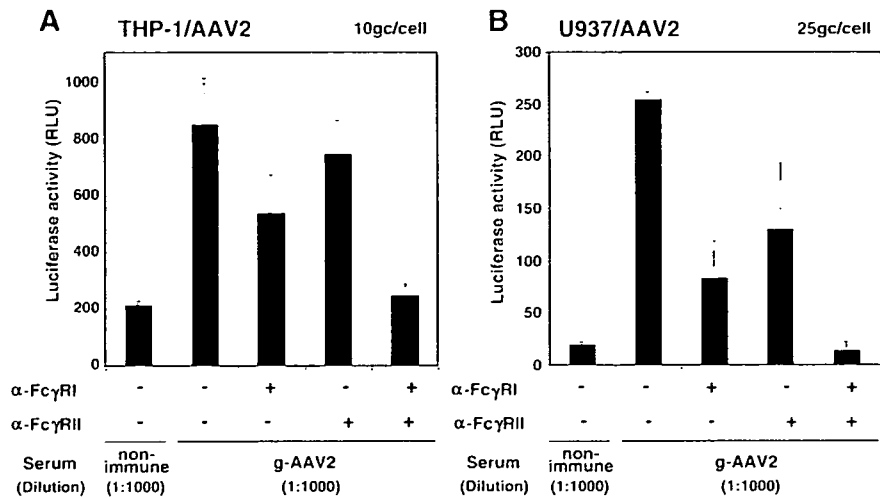 A THP-1/AAV2 10gc/cell
Luciferase activity (RLU)
1000
800
600
400
200
0
α-FcγRI - - + - +
α-FcγRII - - - + +
Serum non-immune g-AAV2
(Dilution) (1:1000) (1:1000)
B U937/AAV2 25gc/cell
Luciferase activity (RLU)
300
250
200
150
100
50
0
α-FcγRI - - + - +
α-FcγRII - - - + +
Serum non-immune g-AAV2
(Dilution) (1:1000) (1:1000)